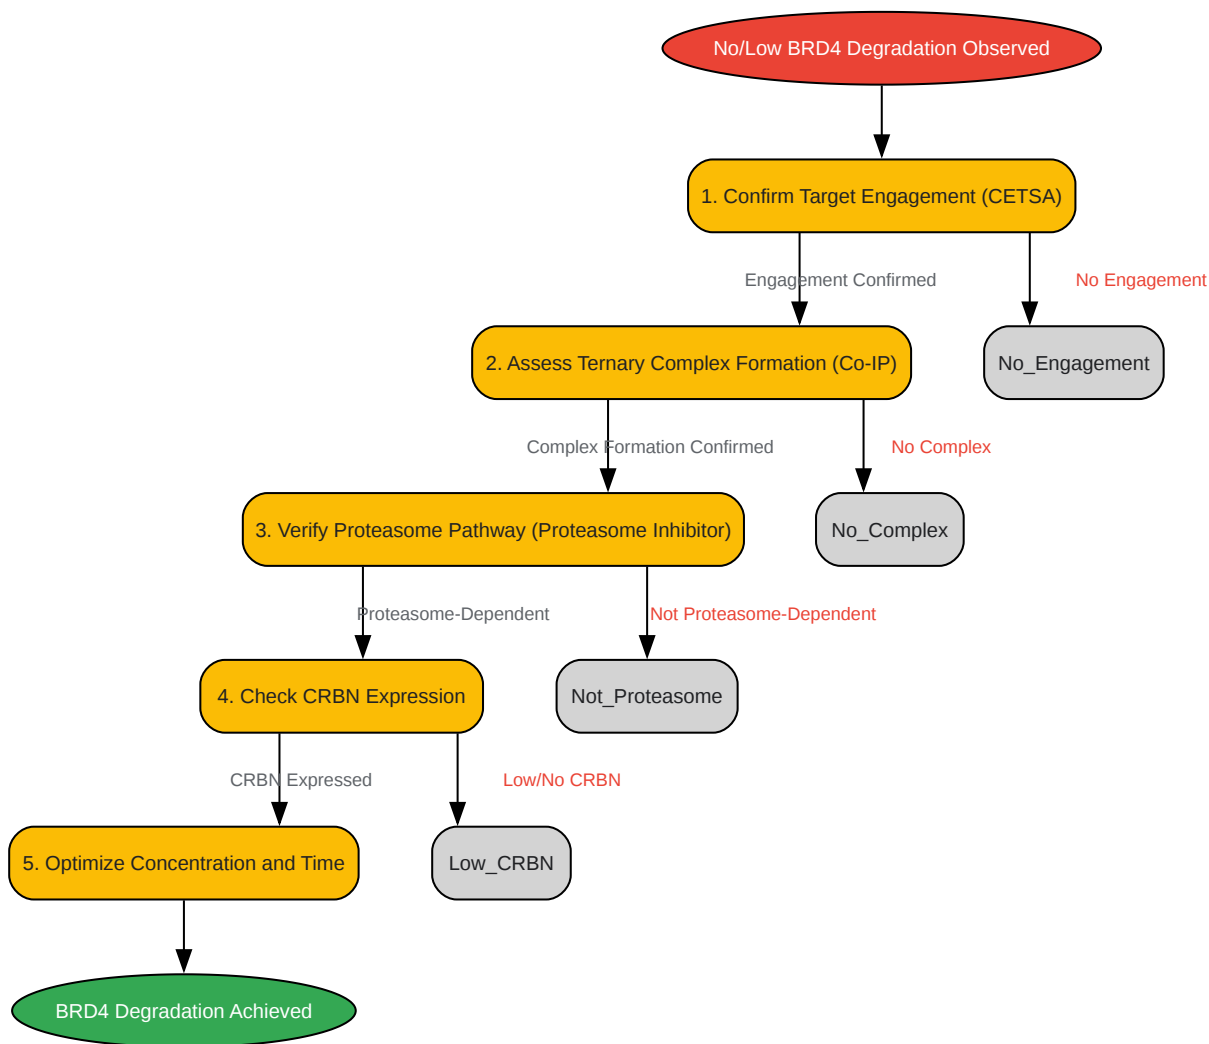 No/Low BRD4 Degradation Observed
1. Confirm Target Engagement (CETSA)
Engagement Confirmed
No Engagement
2. Assess Ternary Complex Formation (Co-IP)
No_Engagement
Complex Formation Confirmed
No Complex
3. Verify Proteasome Pathway (Proteasome Inhibitor)
No_Complex
Proteasome-Dependent
Not Proteasome-Dependent
4. Check CRBN Expression
Not_Proteasome
CRBN Expressed
Low/No CRBN
5. Optimize Concentration and Time
Low_CRBN
BRD4 Degradation Achieved